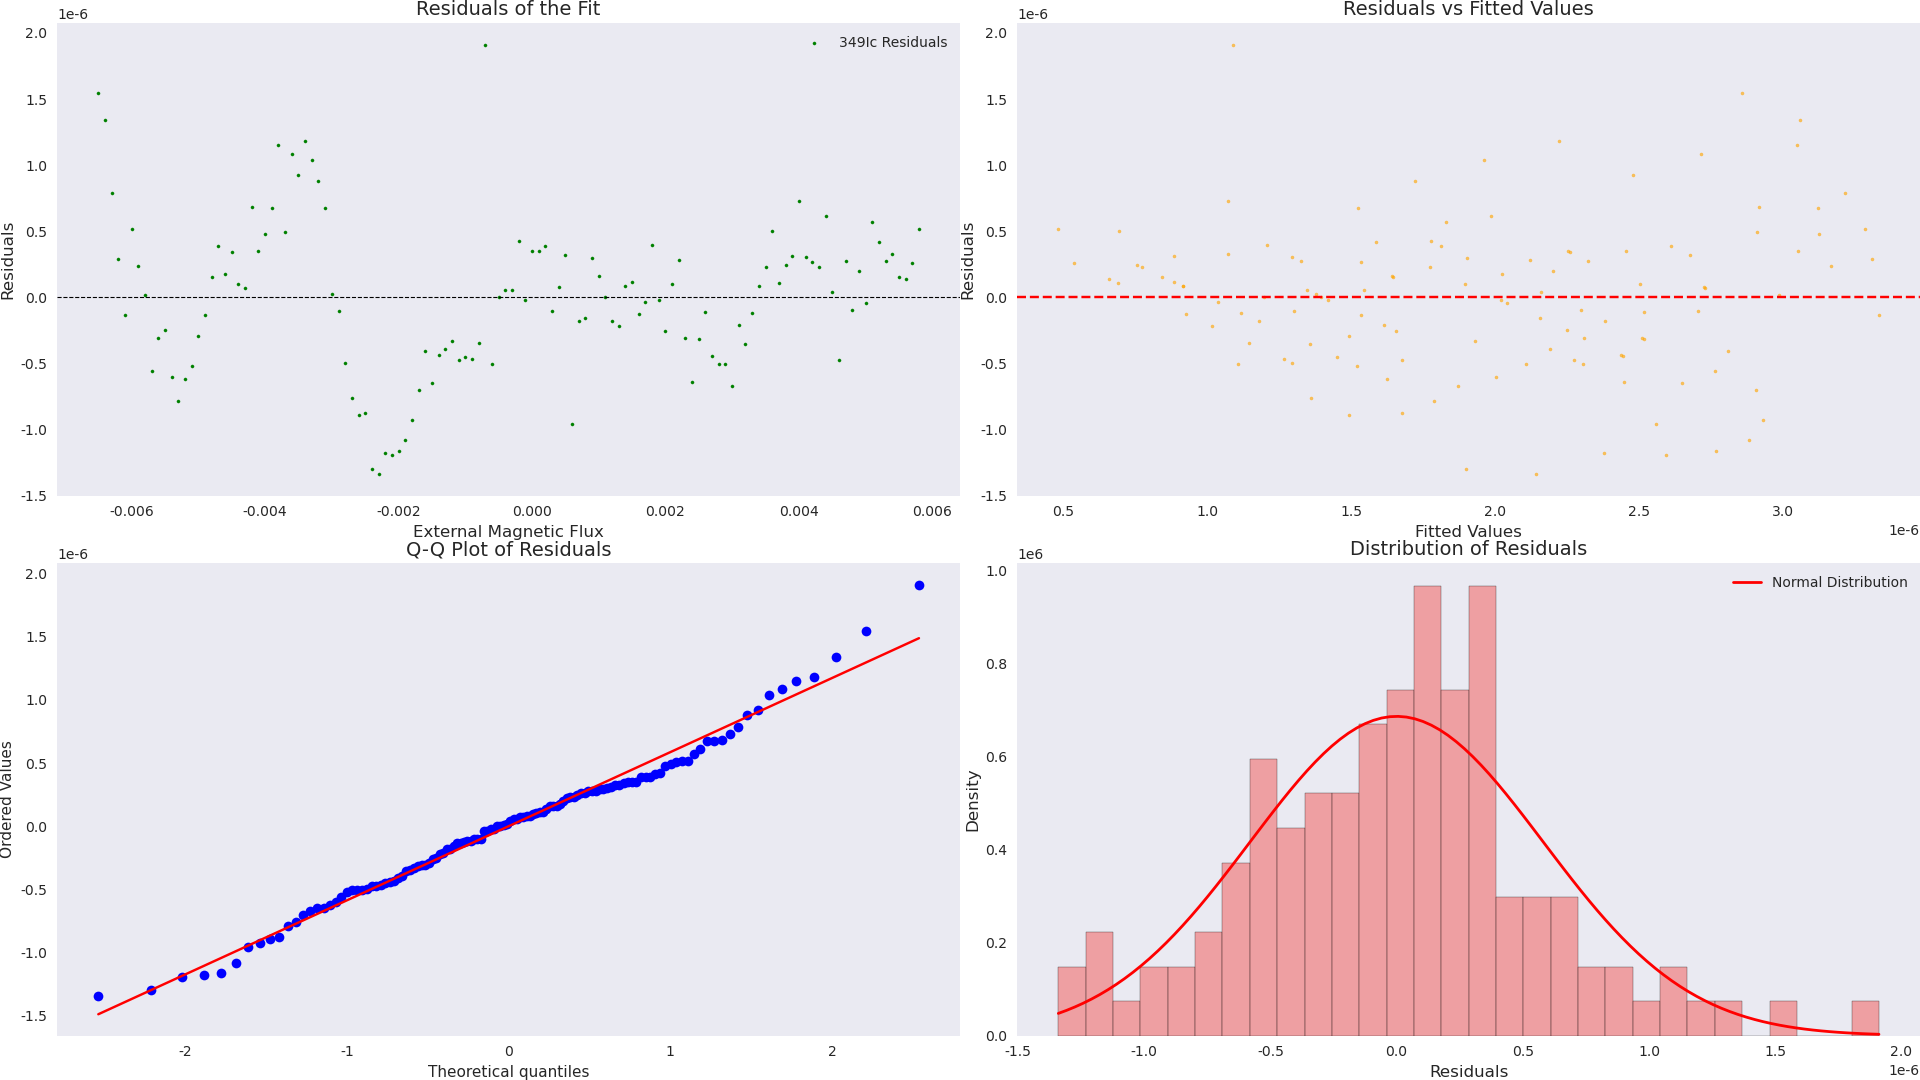 Residuals of the Fit
1e-6
349Ic Residuals
2.0
1.5
1.0
0.5
0.0
-0.5
-1.0
-1.5
Residuals
-0.006 -0.004 -0.002 0.000 0.002 0.004 0.006
External Magnetic Flux
Residuals vs Fitted Values
1e-6
2.0
1.5
1.0
0.5
0.0
-0.5
-1.0
-1.5
Residuals
0.5 1.0 1.5 2.0 2.5 3.0
1e-6
Fitted Values
Q-Q Plot of Residuals
1e-6
2.0
1.5
1.0
0.5
0.0
-0.5
-1.0
-1.5
Ordered Values
-2 -1 0 1 2
Theoretical quantiles
Distribution of Residuals
1e6
Normal Distribution
1.0
0.8
0.6
0.4
0.2
0.0
Density
-1.5 -1.0 -0.5 0.0 0.5 1.0 1.5 2.0
1e-6
Residuals